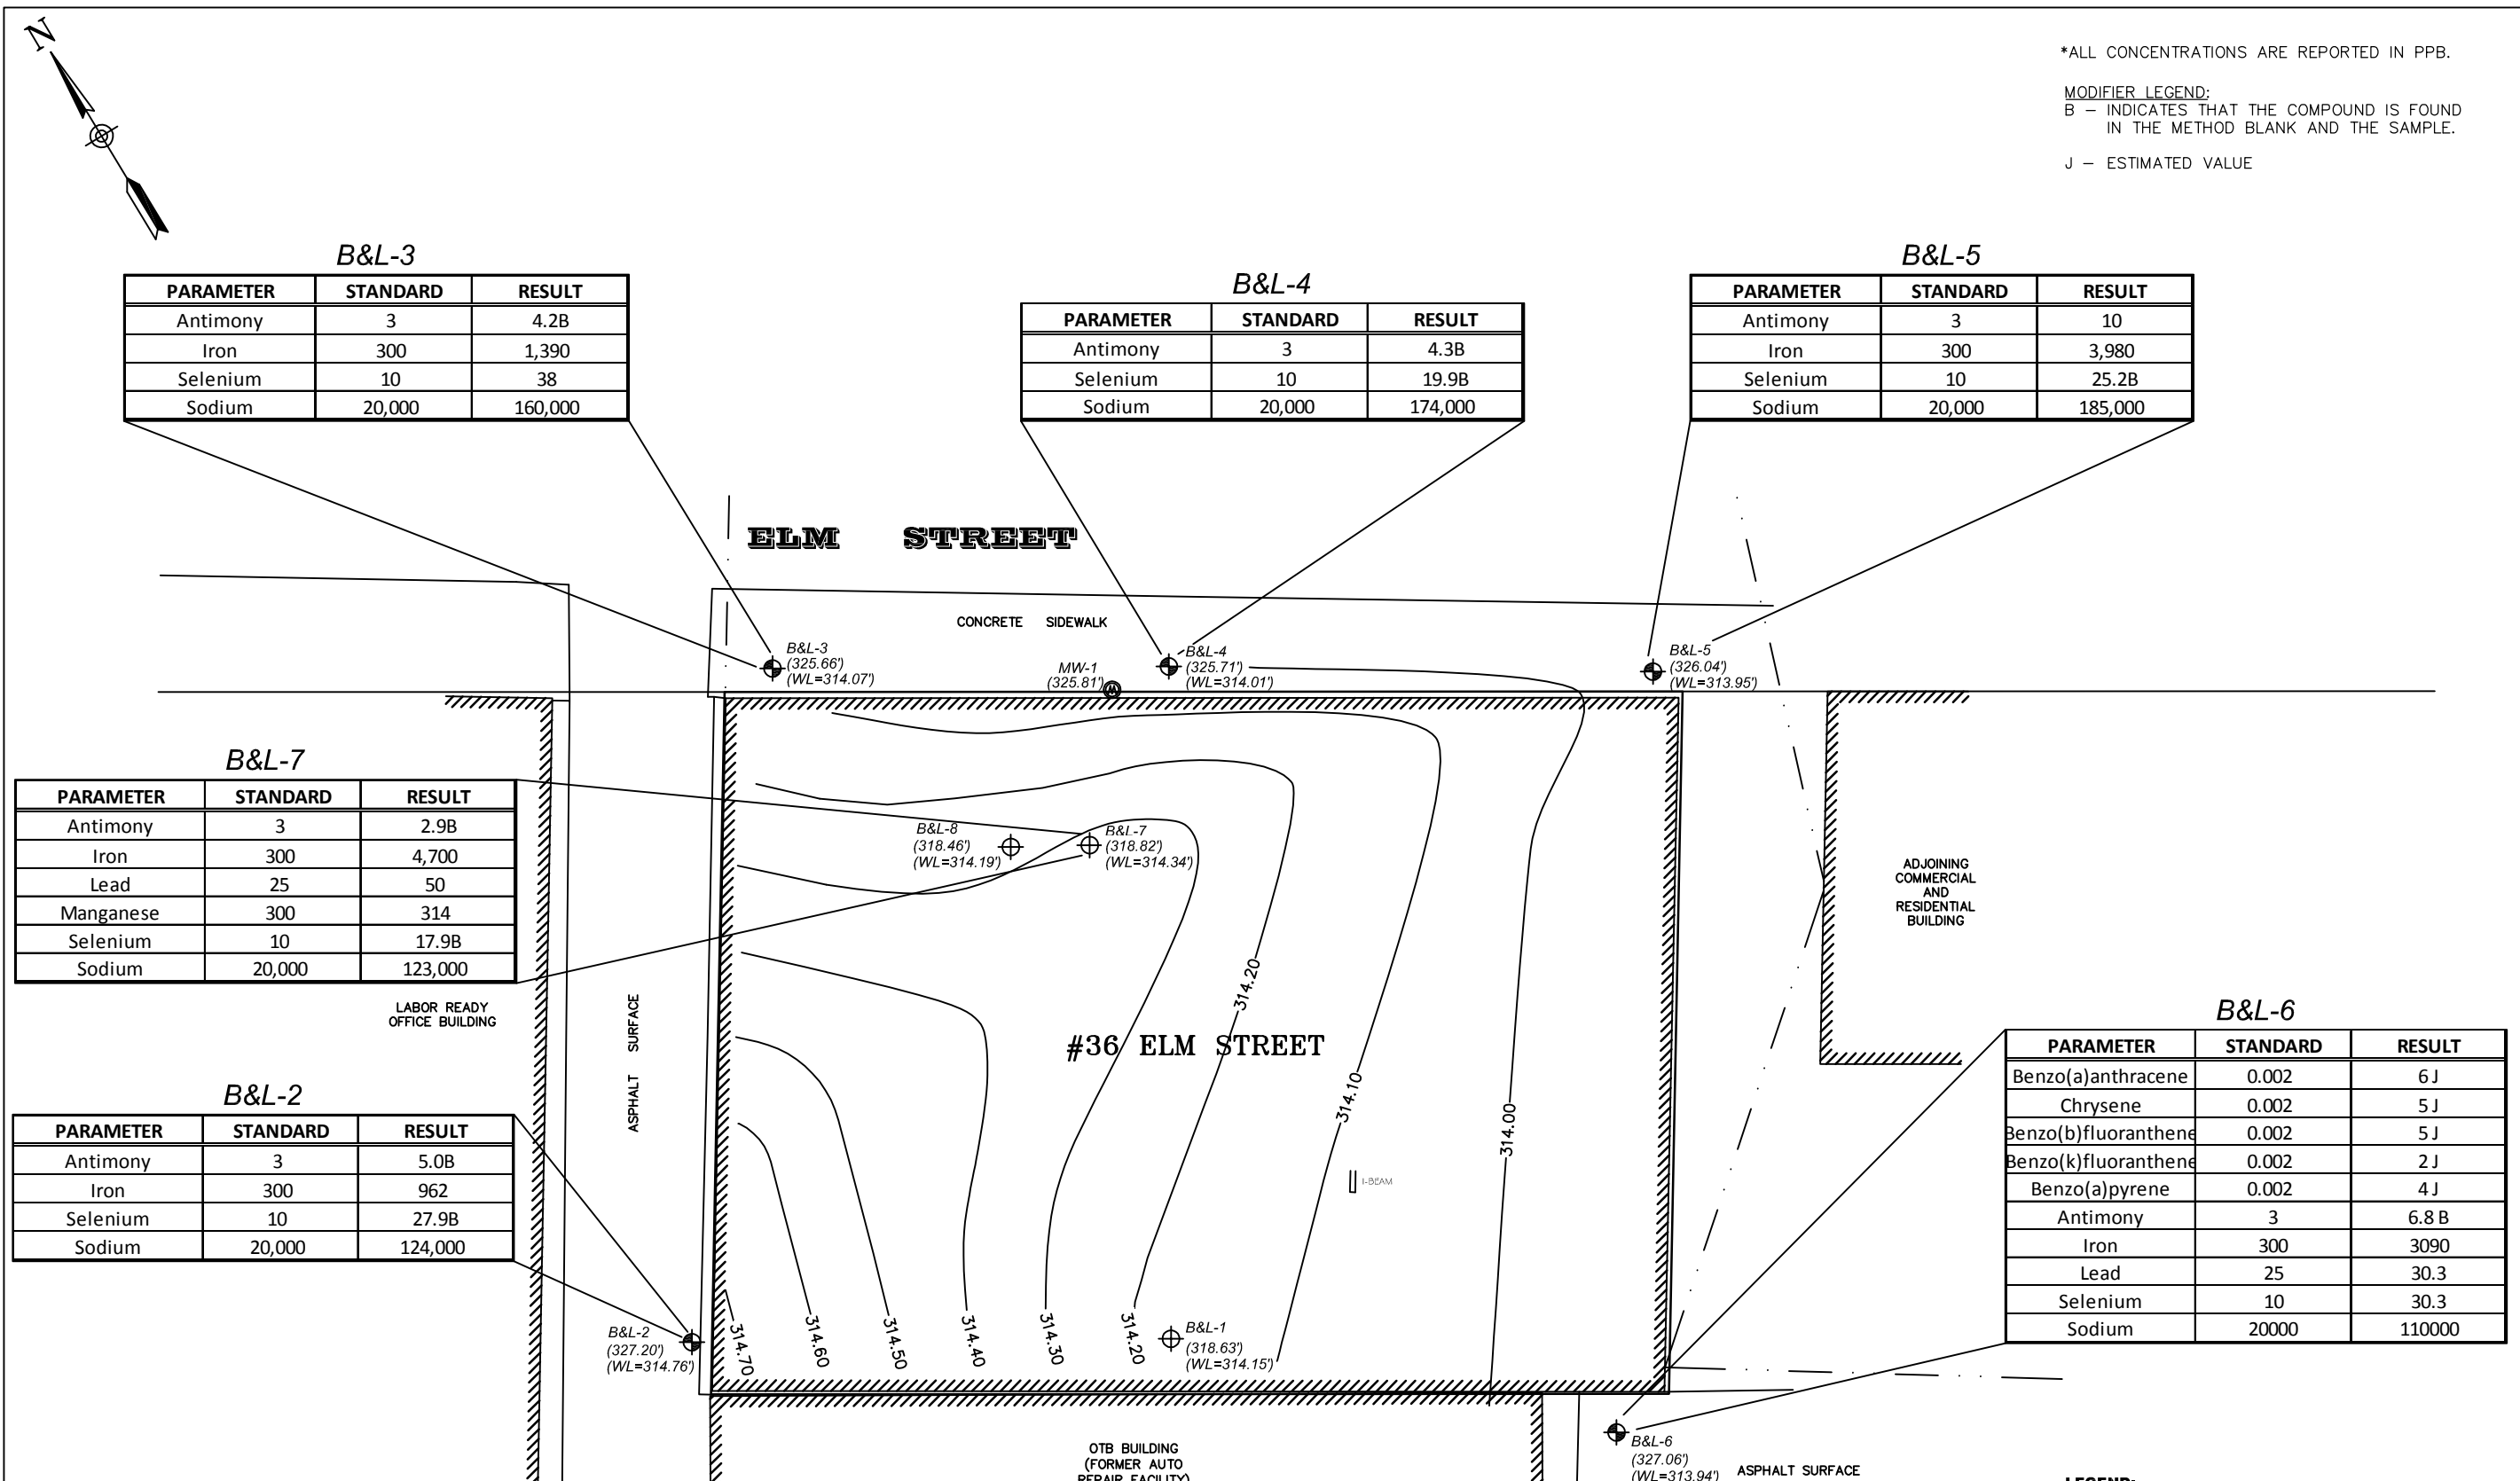 N
*ALL CONCENTRATIONS ARE REPORTED IN PPB.
MODIFIER LEGEND:
B – INDICATES THAT THE COMPOUND IS FOUND
IN THE METHOD BLANK AND THE SAMPLE.
J – ESTIMATED VALUE
B&L-3
PARAMETER STANDARD RESULT
Antimony 3 4.2B
Iron 300 1,390
Selenium 10 38
Sodium 20,000 160,000
B&L-4
PARAMETER STANDARD RESULT
Antimony 3 4.3B
Selenium 10 19.9B
Sodium 20,000 174,000
B&L-5
PARAMETER STANDARD RESULT
Antimony 3 10
Iron 300 3,980
Selenium 10 25.2B
Sodium 20,000 185,000
ELM STREET
CONCRETE SIDEWALK
B&L-3
(325.66')
(WL=314.07')
MW-1
(325.81')
B&L-4
(325.71')
(WL=314.01')
B&L-5
(326.04')
(WL=313.95')
B&L-7
PARAMETER STANDARD RESULT
Antimony 3 2.9B
Iron 300 4,700
Lead 25 50
Manganese 300 314
Selenium 10 17.9B
Sodium 20,000 123,000
B&L-8
(318.46')
(WL=314.19')
B&L-7
(318.82')
(WL=314.34')
ADJOINING
COMMERCIAL
AND
RESIDENTIAL
BUILDING
LABOR READY
OFFICE BUILDING
ASPHALT SURFACE
314.20
#36 ELM STREET
314.10
314.00
I-BEAM
B&L-2
PARAMETER STANDARD RESULT
Antimony 3 5.0B
Iron 300 962
Selenium 10 27.9B
Sodium 20,000 124,000
B&L-6
PARAMETER STANDARD RESULT
Benzo(a)anthracene 0.002 6 J
Chrysene 0.002 5 J
Benzo(b)fluoranthene 0.002 5 J
Benzo(k)fluoranthene 0.002 2 J
Benzo(a)pyrene 0.002 4 J
Antimony 3 6.8 B
Iron 300 3090
Lead 25 30.3
Selenium 10 30.3
Sodium 20000 110000
B&L-2
(327.20')
(WL=314.76')
314.70
314.60
314.50
314.40
314.30
314.20
B&L-1
(318.63')
(WL=314.15')
OTB BUILDING
(FORMER AUTO
REPAIR FACILITY)
B&L-6
(327.06')
(WL=313.94')
ASPHALT SURFACE
LEGEND: